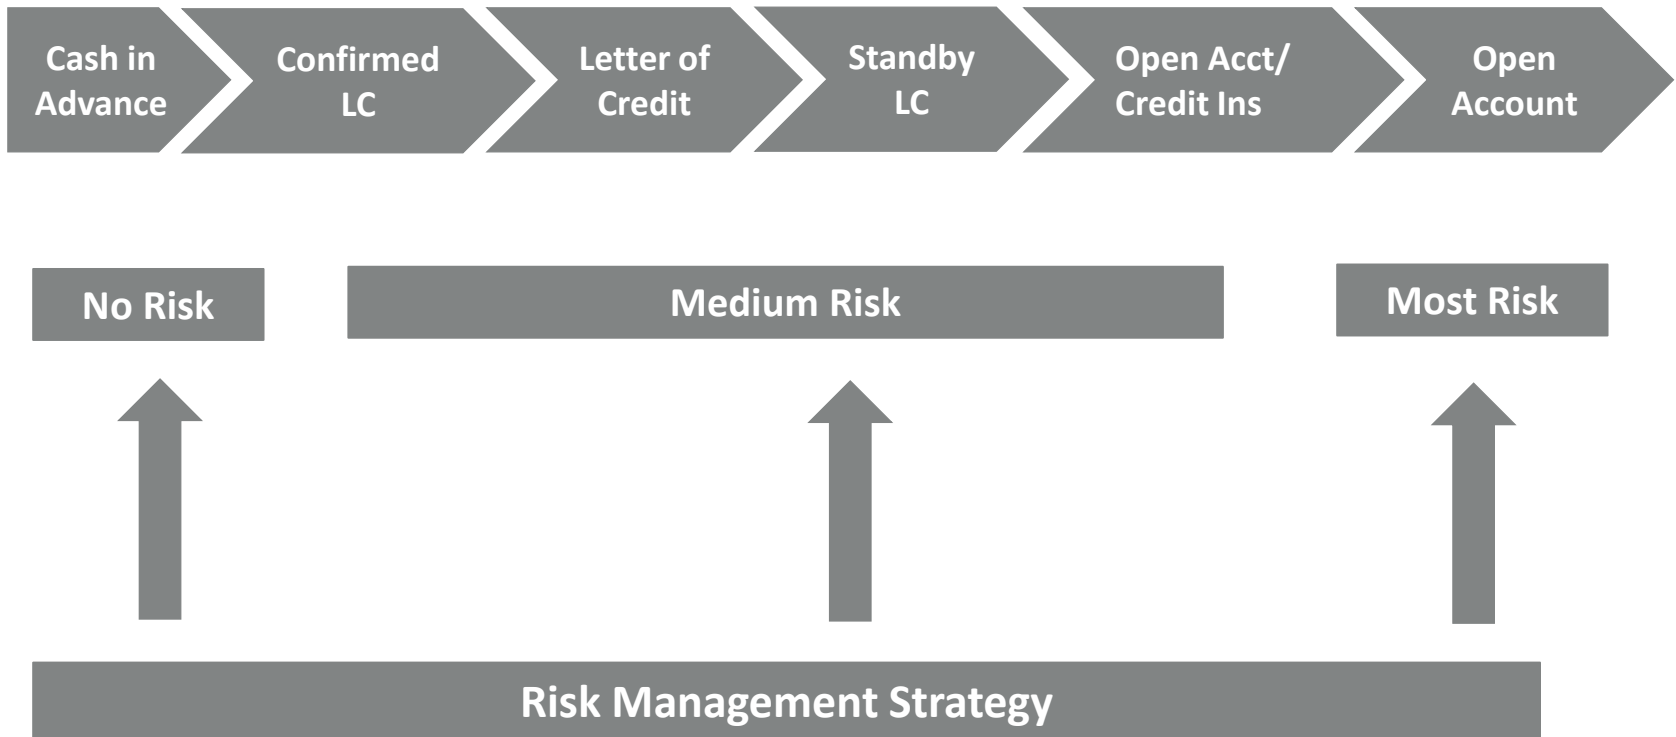 Cash in
Advance
Confirmed
LC
Letter of
Credit
Standby
LC
Open Acct/
Credit Ins
Open
Account
No Risk
Medium Risk
Most Risk
Risk Management Strategy